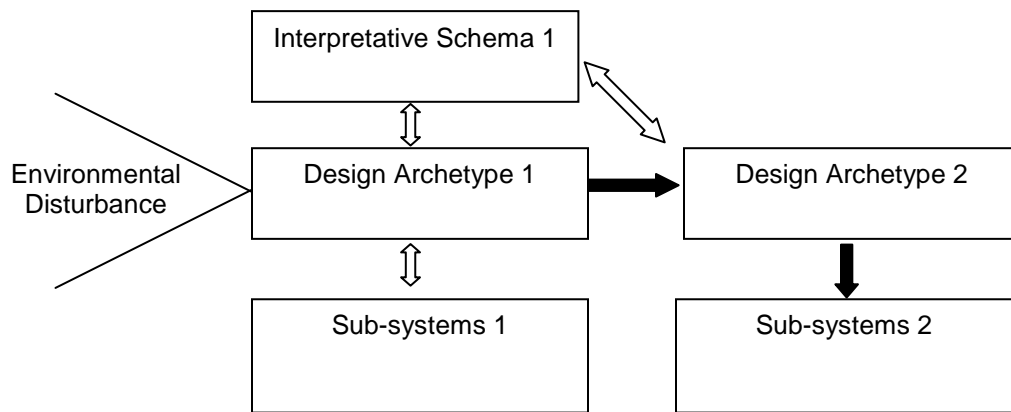 Interpretative Schema 1
Environmental
Disturbance
Design Archetype 1
Design Archetype 2
Sub-systems 1
Sub-systems 2